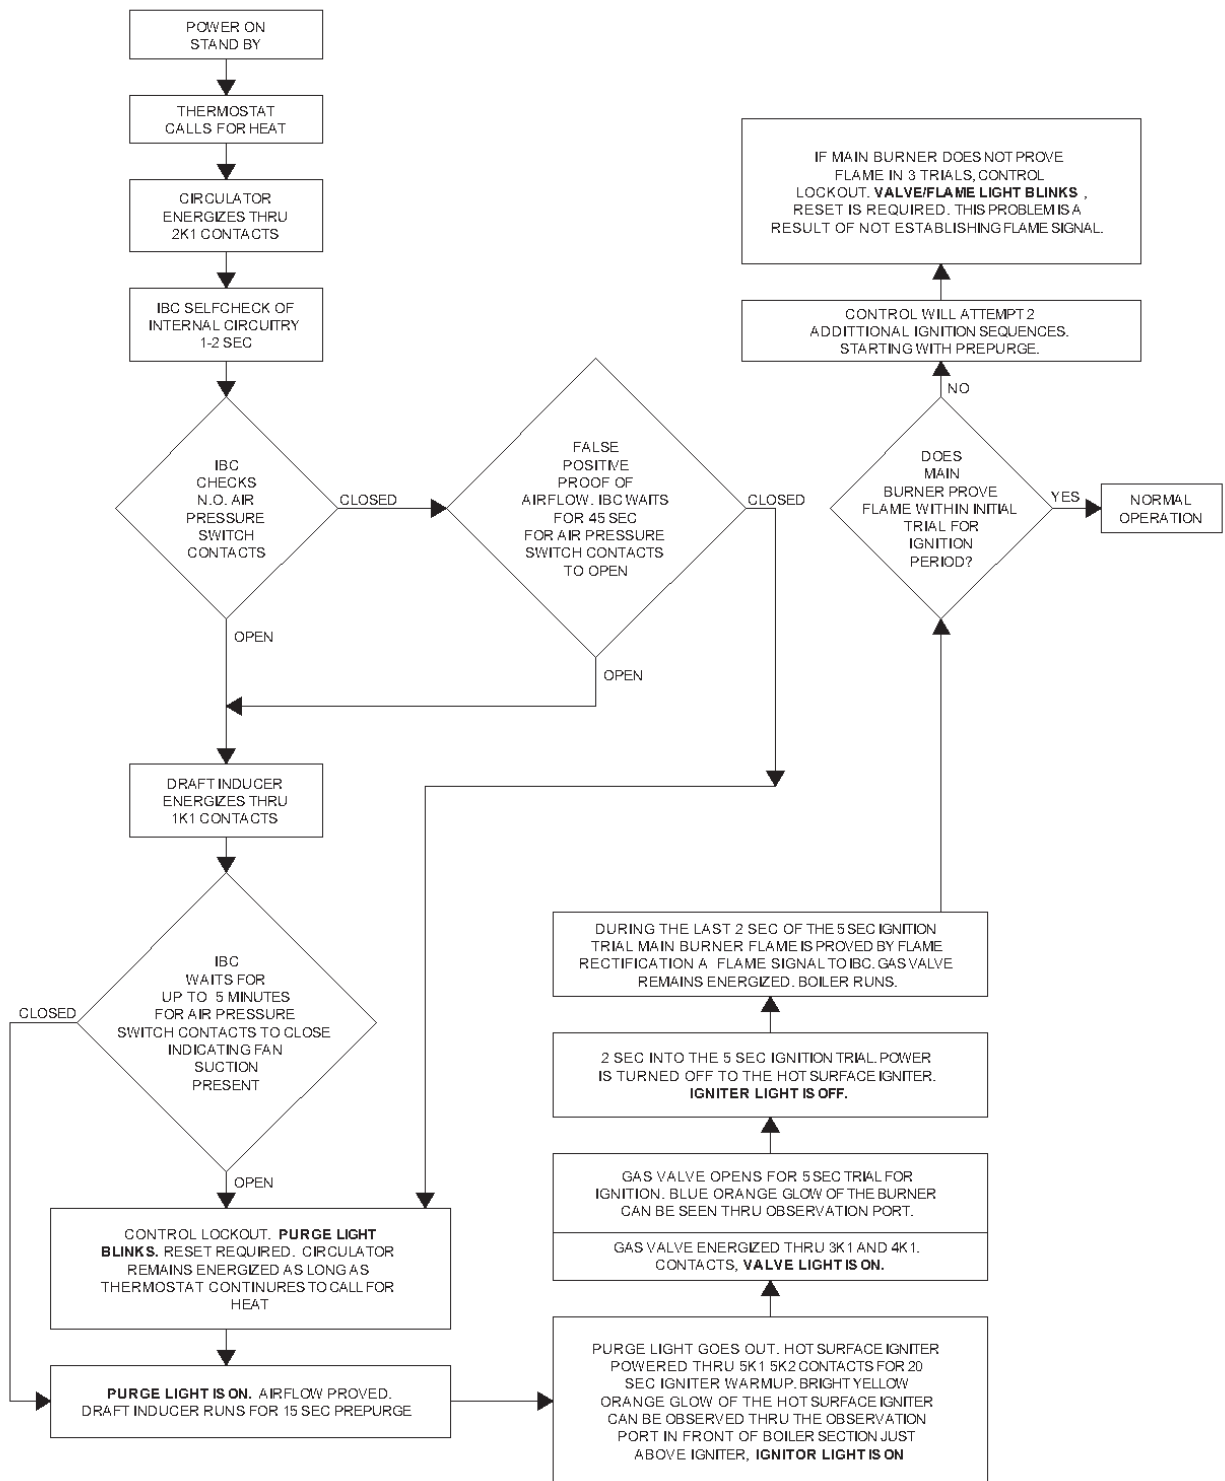 POWER ON
STAND BY
THERMOSTAT
CALLS FOR HEAT
CIRCULATOR
ENERGIZES THRU
2K1 CONTACTS
IBC SELFCHECK OF
INTERNAL CIRCUITRY
1-2 SEC
IBC
CHECKS
N.O. AIR
PRESSURE
SWITCH
CONTACTS
CLOSED
OPEN
FALSE
POSITIVE
PROOF OF
AIRFLOW. IBC WAITS
FOR 45 SEC
FOR AIR PRESSURE
SWITCH CONTACTS
TO OPEN
CLOSED
OPEN
DRAFT INDUCER
ENERGIZES THRU
1K1 CONTACTS
IBC
WAITS FOR
UP TO 5 MINUTES
FOR AIR PRESSURE
SWITCH CONTACTS TO CLOSE
INDICATING FAN
SUCTION
PRESENT
CLOSED
OPEN
CONTROL LOCKOUT. PURGE LIGHT
BLINKS. RESET REQUIRED. CIRCULATOR
REMAINS ENERGIZED AS LONG AS
THERMOSTAT CONTINURES TO CALL FOR
HEAT
PURGE LIGHT IS ON. AIRFLOW PROVED.
DRAFT INDUCER RUNS FOR 15 SEC PREPURGE
PURGE LIGHT GOES OUT. HOT SURFACE IGNITER
POWERED THRU 5K1 5K2 CONTACTS FOR 20
SEC IGNITER WARMUP. BRIGHT YELLOW
ORANGE GLOW OF THE HOT SURFACE IGNITER
CAN BE OBSERVED THRU THE OBSERVATION
PORT IN FRONT OF BOILER SECTION JUST
ABOVE IGNITER, IGNITOR LIGHT IS ON
GAS VALVE OPENS FOR 5 SEC TRIAL FOR
IGNITION. BLUE ORANGE GLOW OF THE BURNER
CAN BE SEEN THRU OBSERVATION PORT.
GAS VALVE ENERGIZED THRU 3K1 AND 4K1.
CONTACTS, VALVE LIGHT IS ON.
2 SEC INTO THE 5 SEC IGNITION TRIAL. POWER
IS TURNED OFF TO THE HOT SURFACE IGNITER.
IGNITER LIGHT IS OFF.
DURING THE LAST 2 SEC OF THE 5 SEC IGNITION
TRIAL MAIN BURNER FLAME IS PROVED BY FLAME
RECTIFICATION A FLAME SIGNAL TO IBC. GAS VALVE
REMAINS ENERGIZED. BOILER RUNS.
DOES
MAIN
BURNER PROVE
FLAME WITHIN INITIAL
TRIAL FOR
IGNITION
PERIOD?
YES
NORMAL
OPERATION
NO
CONTROL WILL ATTEMPT 2
ADDITTIONAL IGNITION SEQUENCES.
STARTING WITH PREPURGE.
IF MAIN BURNER DOES NOT PROVE
FLAME IN 3 TRIALS, CONTROL
LOCKOUT. VALVE/FLAME LIGHT BLINKS ,
RESET IS REQUIRED. THIS PROBLEM IS A
RESULT OF NOT ESTABLISHING FLAME SIGNAL.